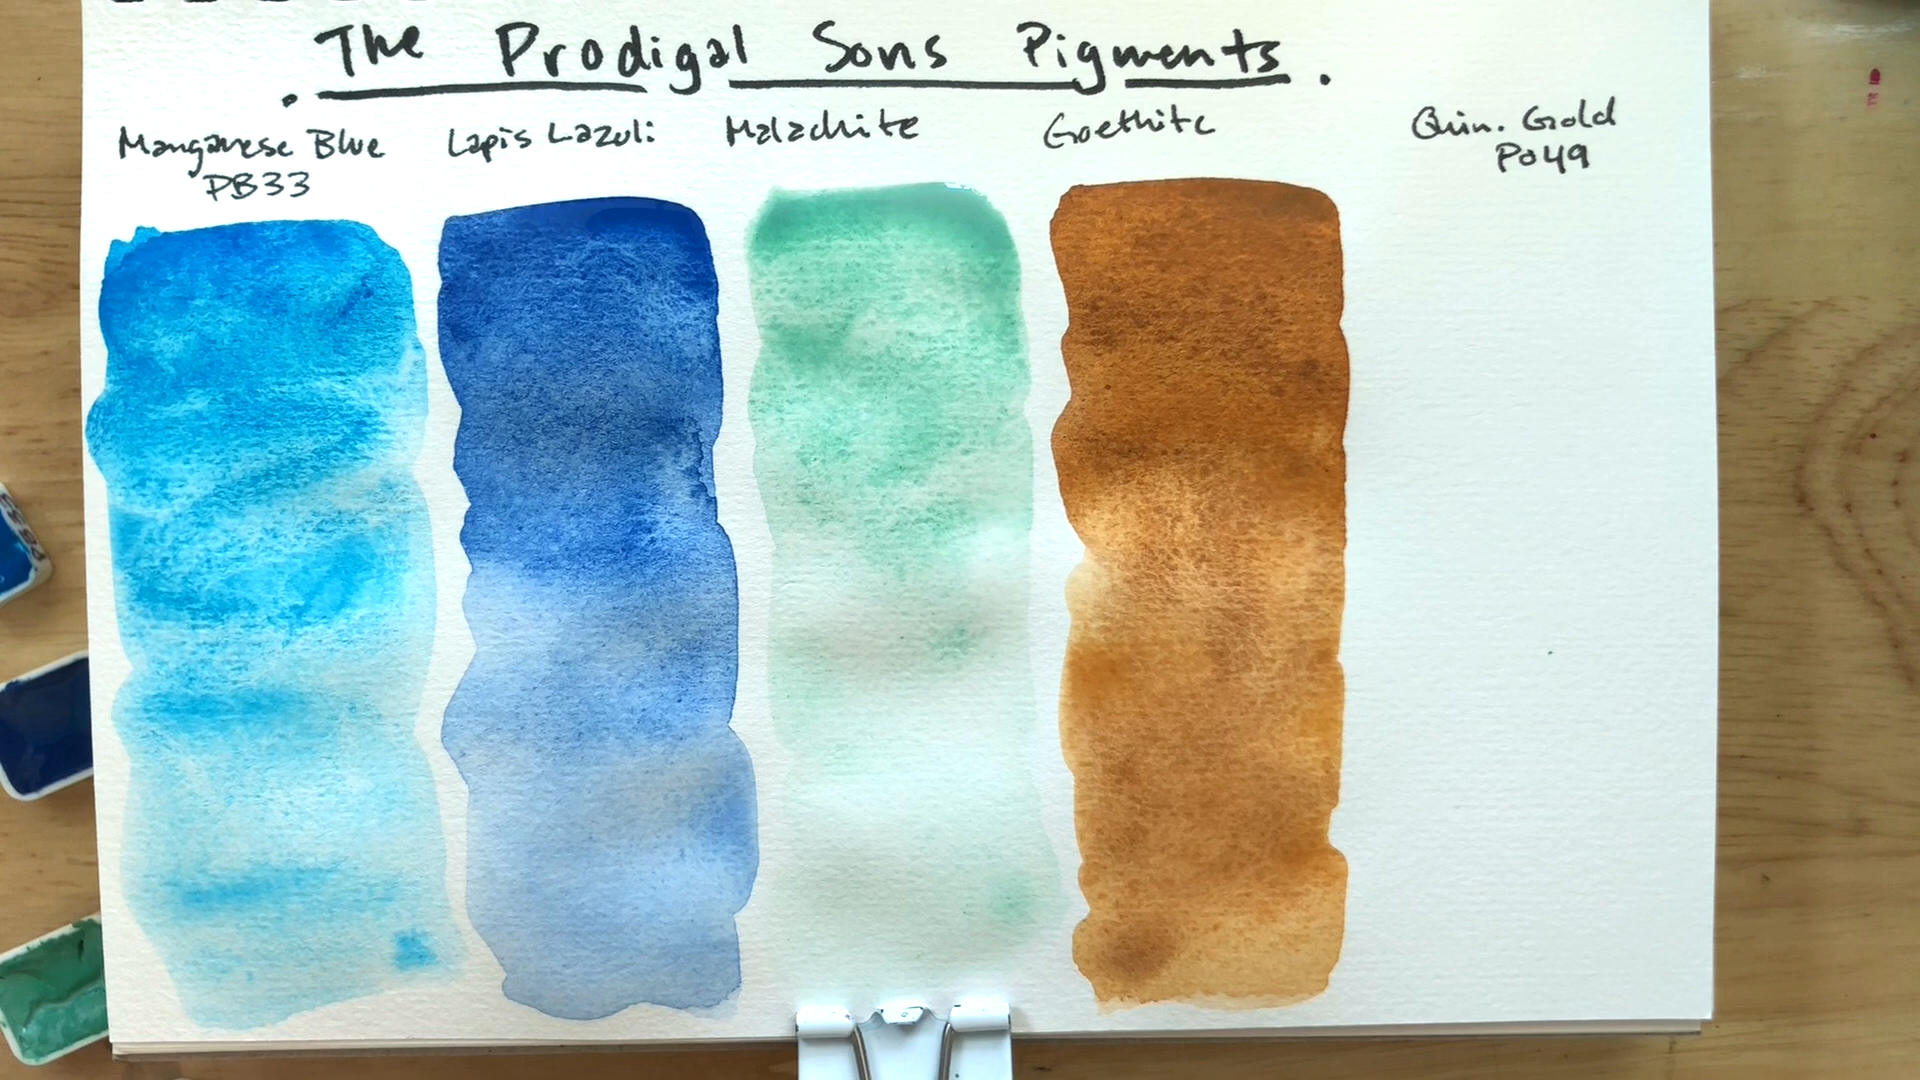 The Prodigal Sons Pigments.
Manganese Blue
PB33
Lapis Lazuli
Malachite
Goethite
Quin. Gold
PO49